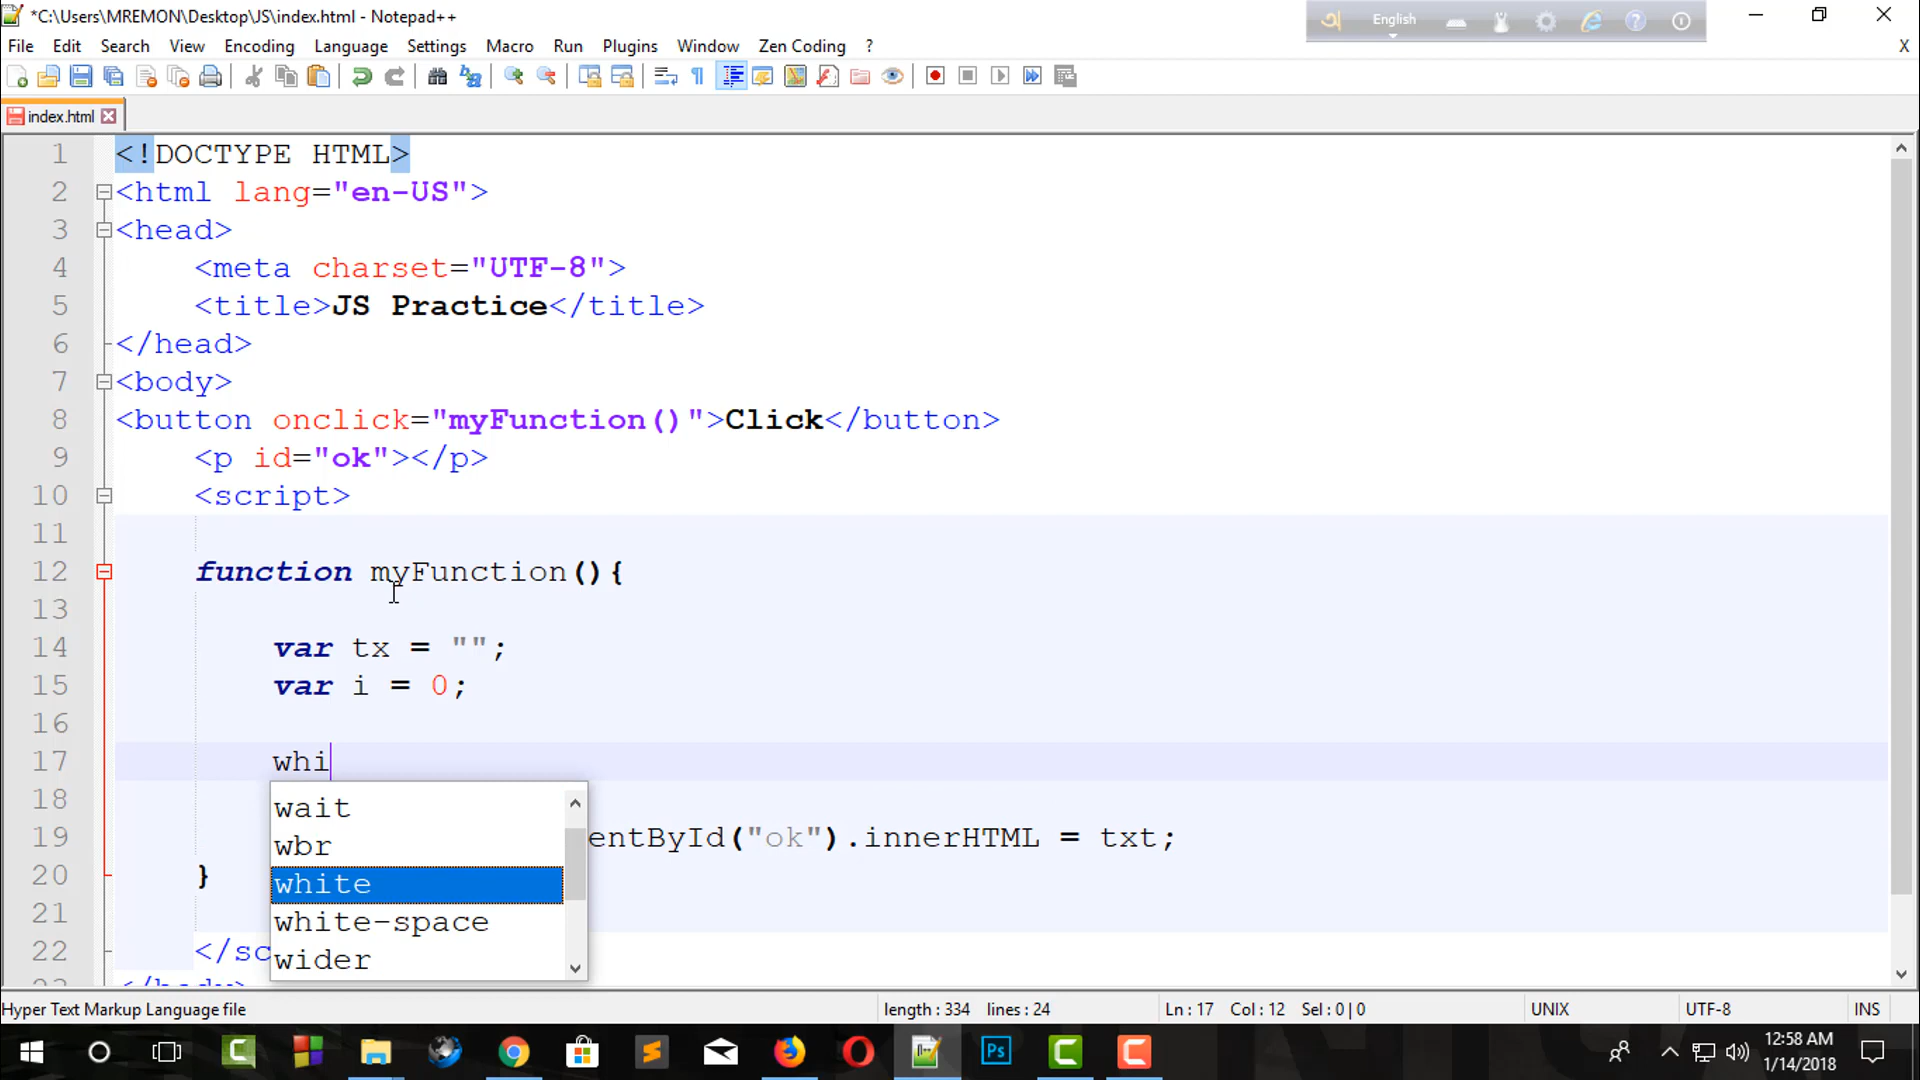 *C:\Users\MREMON\Desktop\JS\index.html - Notepad++
English
File Edit Search View Encoding Language Settings Macro Run Plugins Window Zen Coding ? X
index.html
1 <!DOCTYPE HTML>
2 <html lang="en-US">
3 <head>
4 <meta charset="UTF-8">
5 <title>JS Practice</title>
6 </head>
7 <body>
8 <button onclick="myFunction()">Click</button>
9 <p id="ok"></p>
10 <script>
11
12 function myFunction(){
13
14 var tx = "";
15 var i = 0;
16
17 whi
18
wait
wbr
white
white-space
wider
19 entById("ok").innerHTML = txt;
20 }
21
22 </sc
Hyper Text Markup Language file length : 334 lines : 24 Ln : 17 Col : 12 Sel : 0 | 0 UNIX UTF-8 INS
12:58 AM
1/14/2018